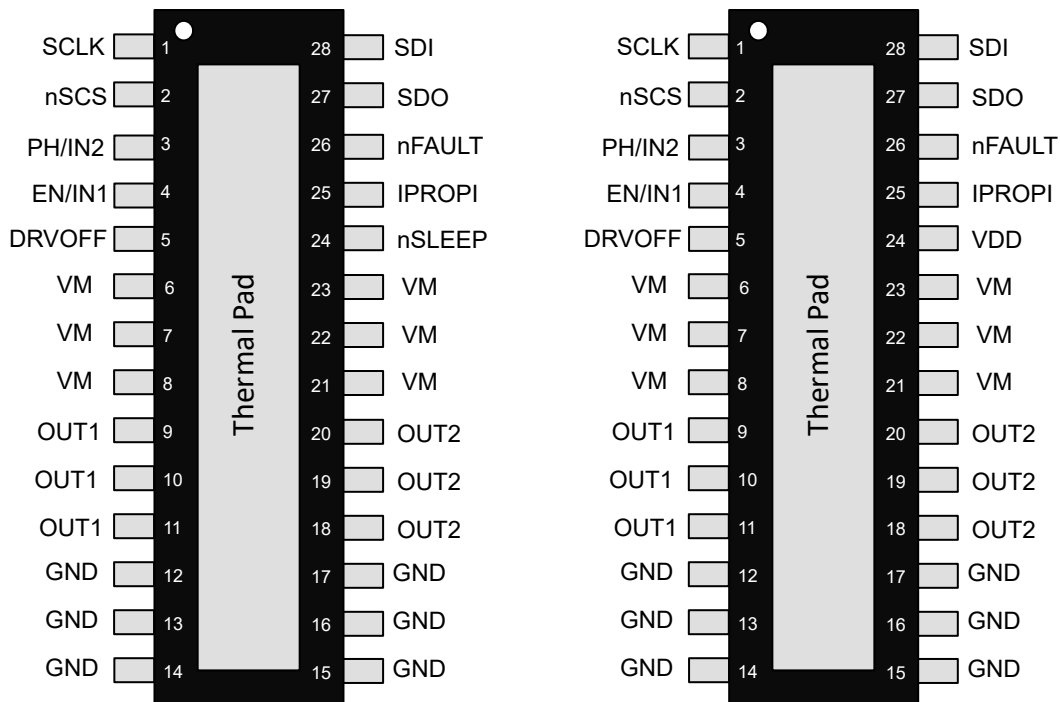 SCLK 1 28 SDI
nSCS 2 27 SDO
PH/IN2 3 26 nFAULT
EN/IN1 4 25 IPROPI
DRVOFF 5 24 nSLEEP
VM 6 23 VM
VM 7 22 VM
VM 8 21 VM
OUT1 9 20 OUT2
OUT1 10 19 OUT2
OUT1 11 18 OUT2
GND 12 17 GND
GND 13 16 GND
GND 14 15 GND
Thermal Pad
SCLK 1 28 SDI
nSCS 2 27 SDO
PH/IN2 3 26 nFAULT
EN/IN1 4 25 IPROPI
DRVOFF 5 24 VDD
VM 6 23 VM
VM 7 22 VM
VM 8 21 VM
OUT1 9 20 OUT2
OUT1 10 19 OUT2
OUT1 11 18 OUT2
GND 12 17 GND
GND 13 16 GND
GND 14 15 GND
Thermal Pad